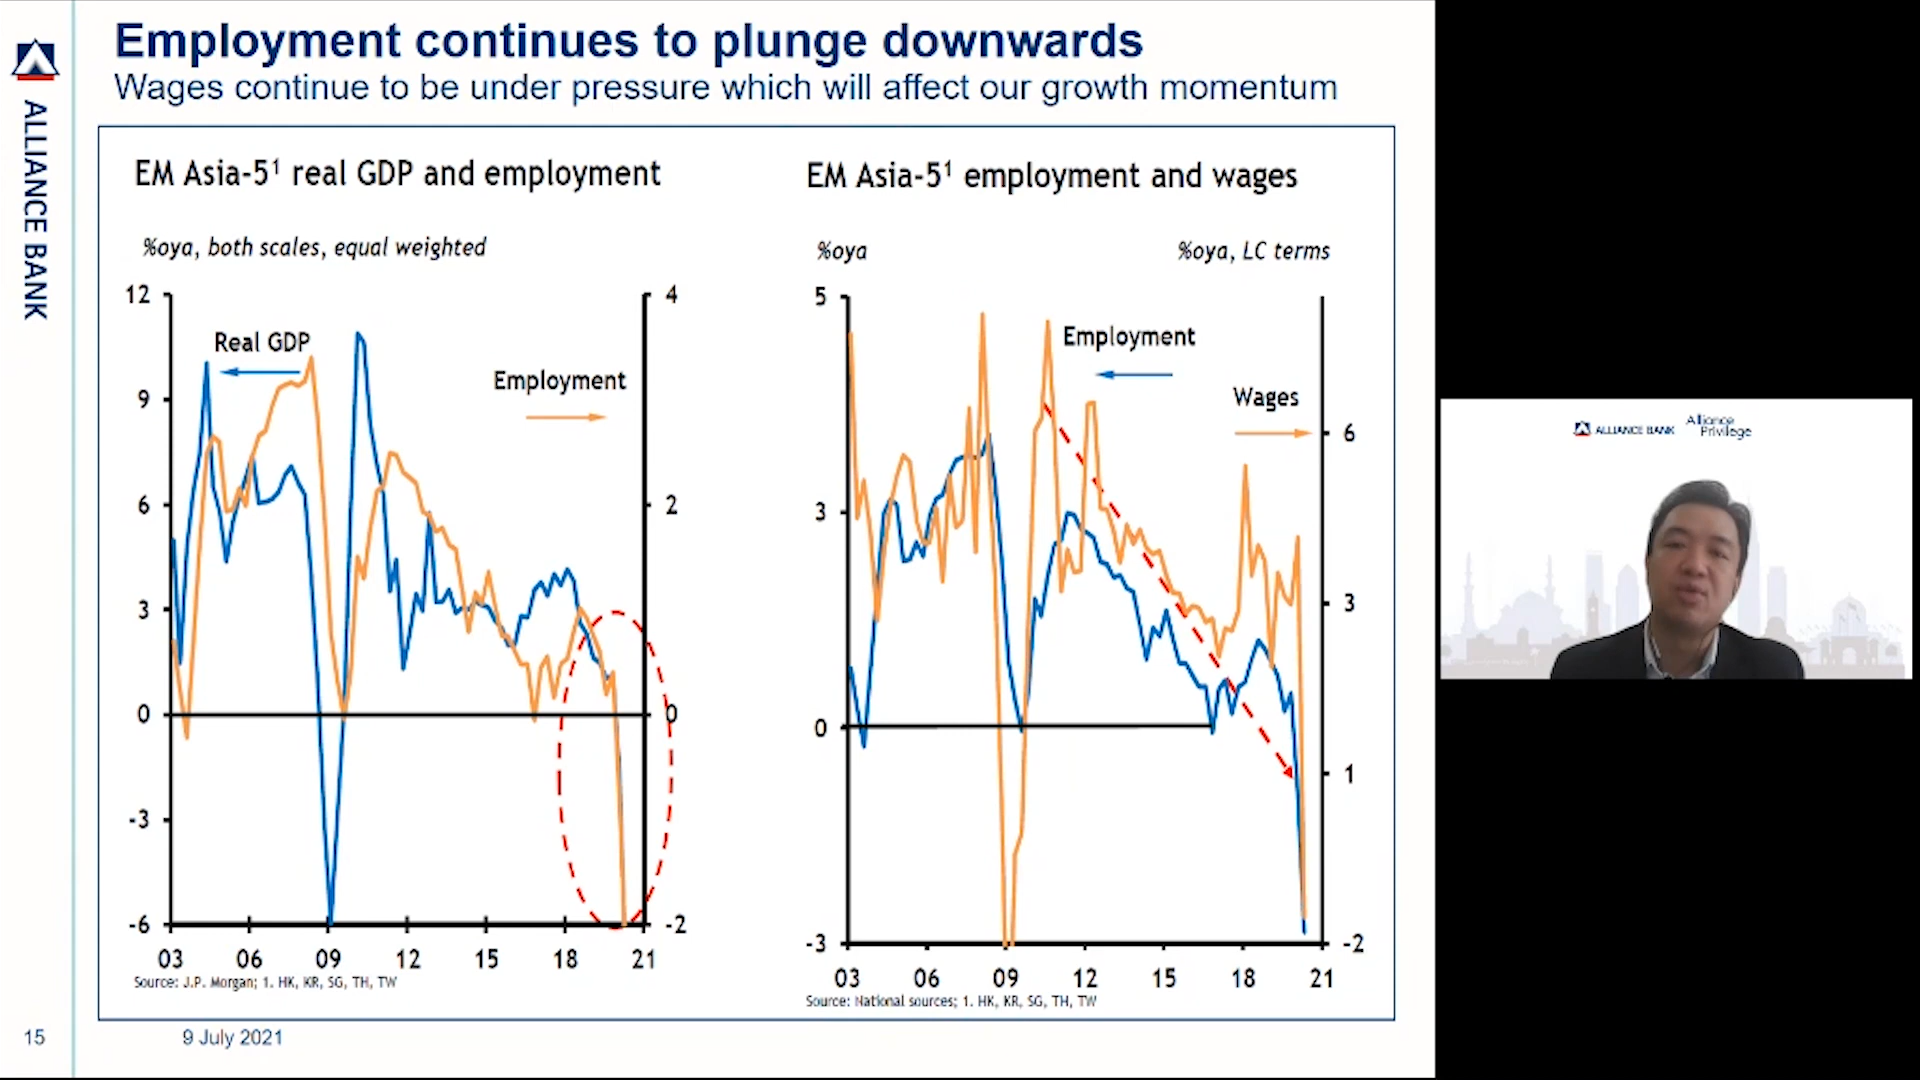 Employment continues to plunge downwards
Wages continue to be under pressure which will affect our growth momentum
ALLIANCE BANK
EM Asia-5¹ real GDP and employment
%oya, both scales, equal weighted
12
9
6
3
0
-3
-6
4
2
0
-2
Real GDP
Employment
03 06 09 12 15 18 21
Source: J.P. Morgan; 1. HK, KR, SG, TH, TW
EM Asia-5¹ employment and wages
%oya
%oya, LC terms
5
3
0
-3
6
3
1
-2
Employment
Wages
03 06 09 12 15 18 21
Source: National sources; 1. HK, KR, SG, TH, TW
15
9 July 2021
ALLIANCE BANK
Alliance
Privilege